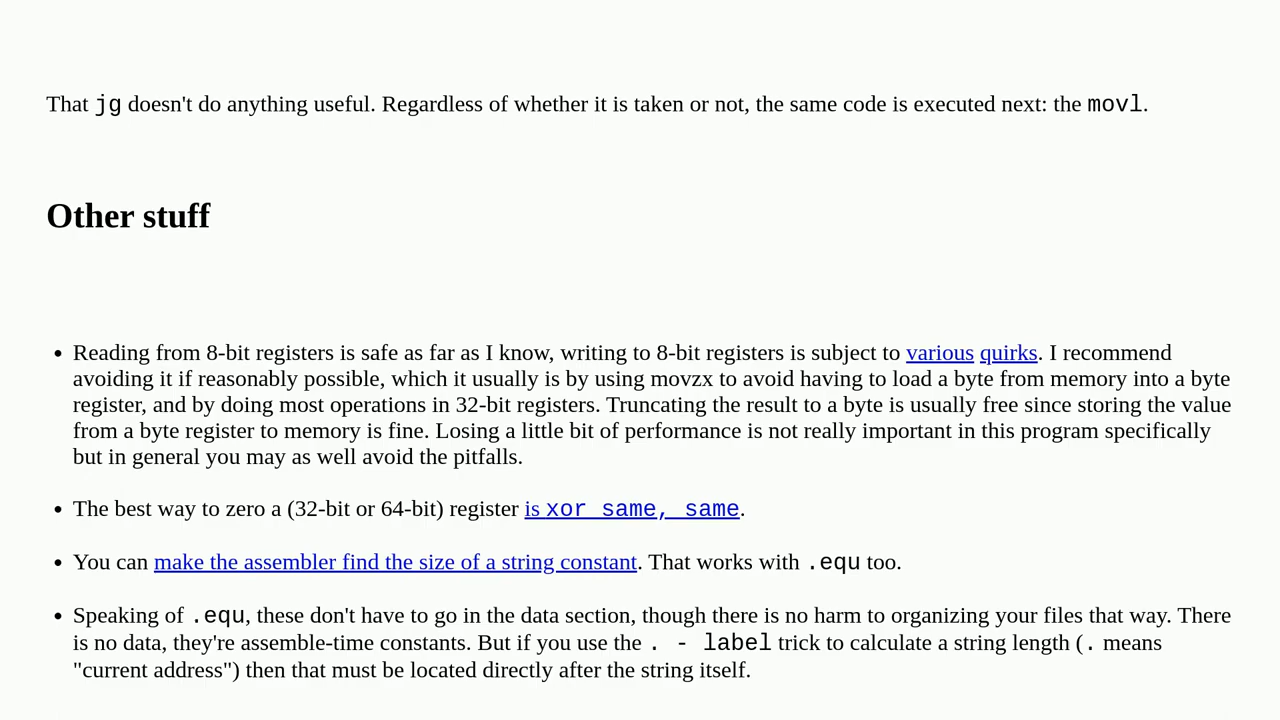 That jg doesn't do anything useful. Regardless of whether it is taken or not, the same code is executed next: the movl.
Other stuff
• Reading from 8-bit registers is safe as far as I know, writing to 8-bit registers is subject to various quirks. I recommend
avoiding it if reasonably possible, which it usually is by using movzx to avoid having to load a byte from memory into a byte
register, and by doing most operations in 32-bit registers. Truncating the result to a byte is usually free since storing the value
from a byte register to memory is fine. Losing a little bit of performance is not really important in this program specifically
but in general you may as well avoid the pitfalls.
• The best way to zero a (32-bit or 64-bit) register is xor same, same.
• You can make the assembler find the size of a string constant. That works with .equ too.
• Speaking of .equ, these don't have to go in the data section, though there is no harm to organizing your files that way. There
is no data, they're assemble-time constants. But if you use the . - label trick to calculate a string length (. means
"current address") then that must be located directly after the string itself.